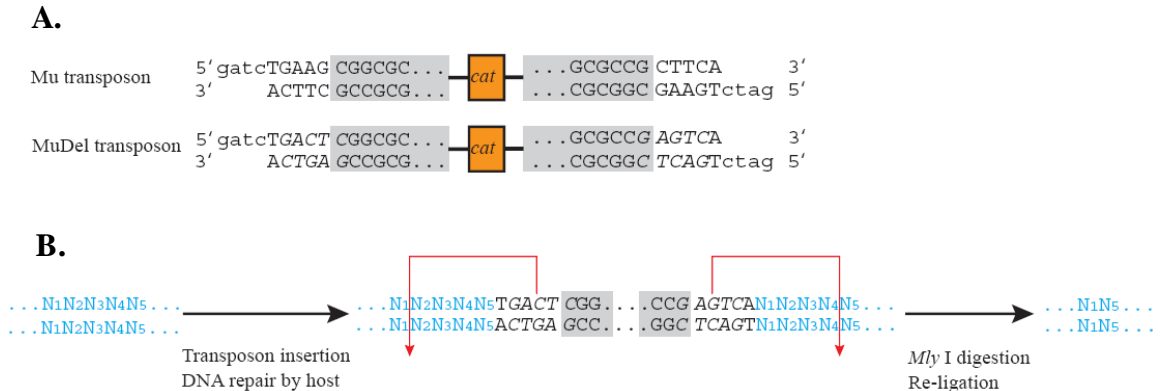 A.
Mu transposon
5′gatcTGAAG CGGCGC... cat ...GCGCCG CTTCA 3′
3′ ACTTC GCCGCG... ...CGCGGC GAAGTctag 5′
MuDel transposon
5′gatcTGACT CGGCGC... cat ...GCGCCG AGTCA 3′
3′ ACTGA GCCGCG... ...CGCGGC TCAGTctag 5′
B.
...N1N2N3N4N5... ...N1N2N3N4N5TGACT CGG....CCG AGTCAN1N2N3N4N5... ...N1N5...
...N1N2N3N4N5... ...N1N2N3N4N5ACTGA GCC....GGC TCAGTN1N2N3N4N5... ...N1N5...
Transposon insertion
DNA repair by host
Mly I digestion
Re-ligation